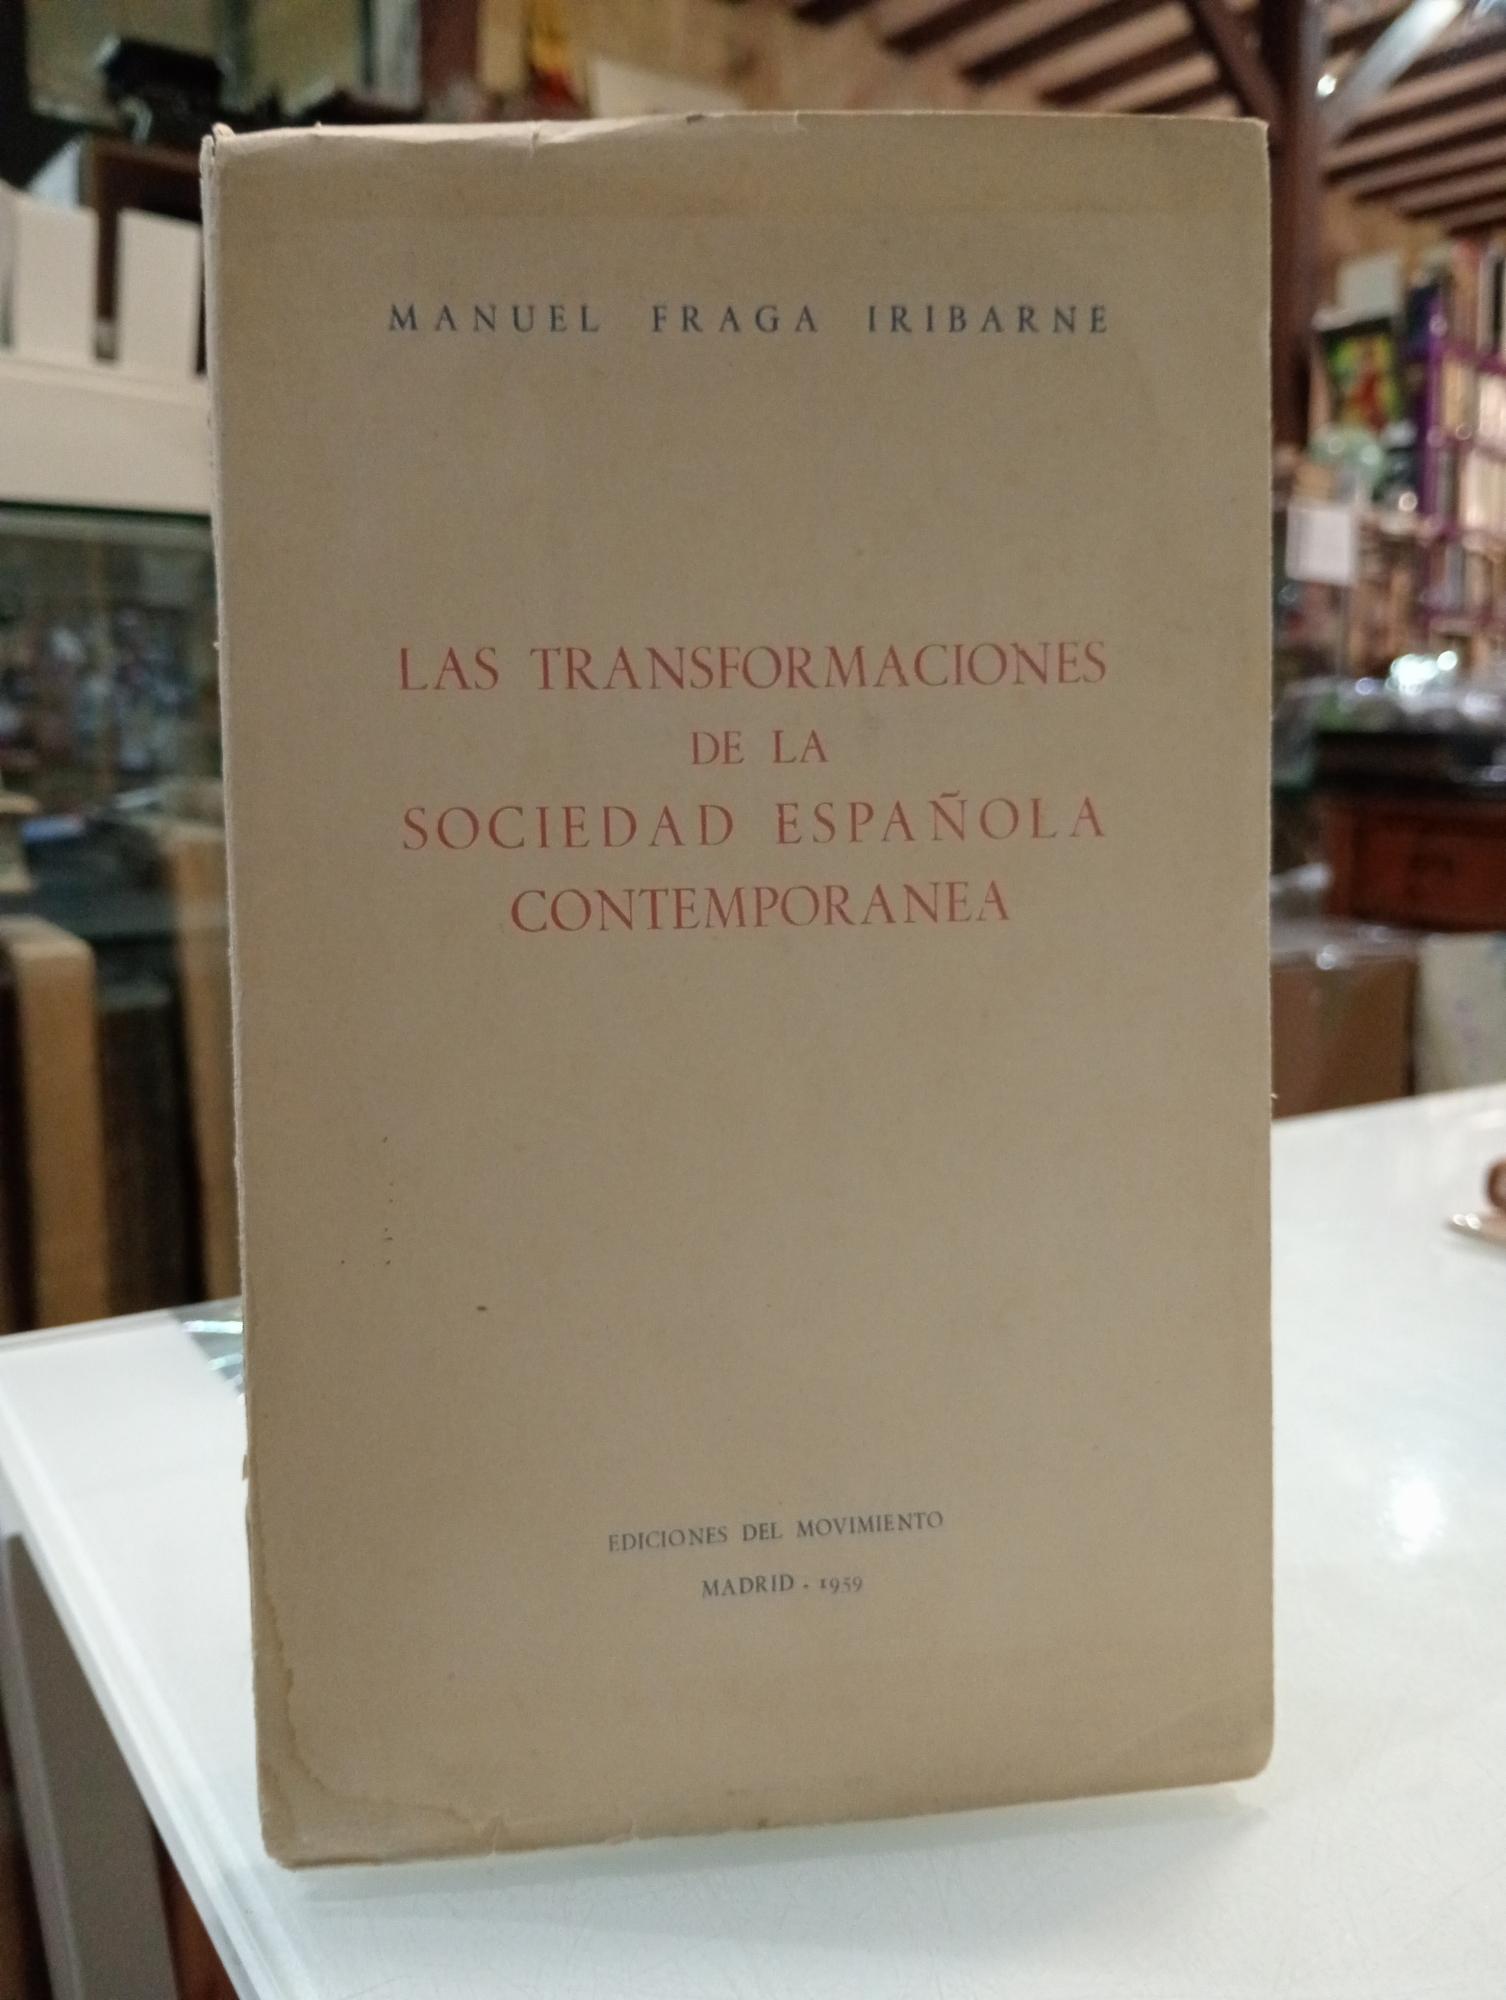 MANUEL FRAGA IRIBARNE
LAS TRANSFORMACIONES
DE LA
SOCIEDAD ESPAÑOLA
CONTEMPORANEA
EDICIONES DEL MOVIMIENTO
MADRID - 1959